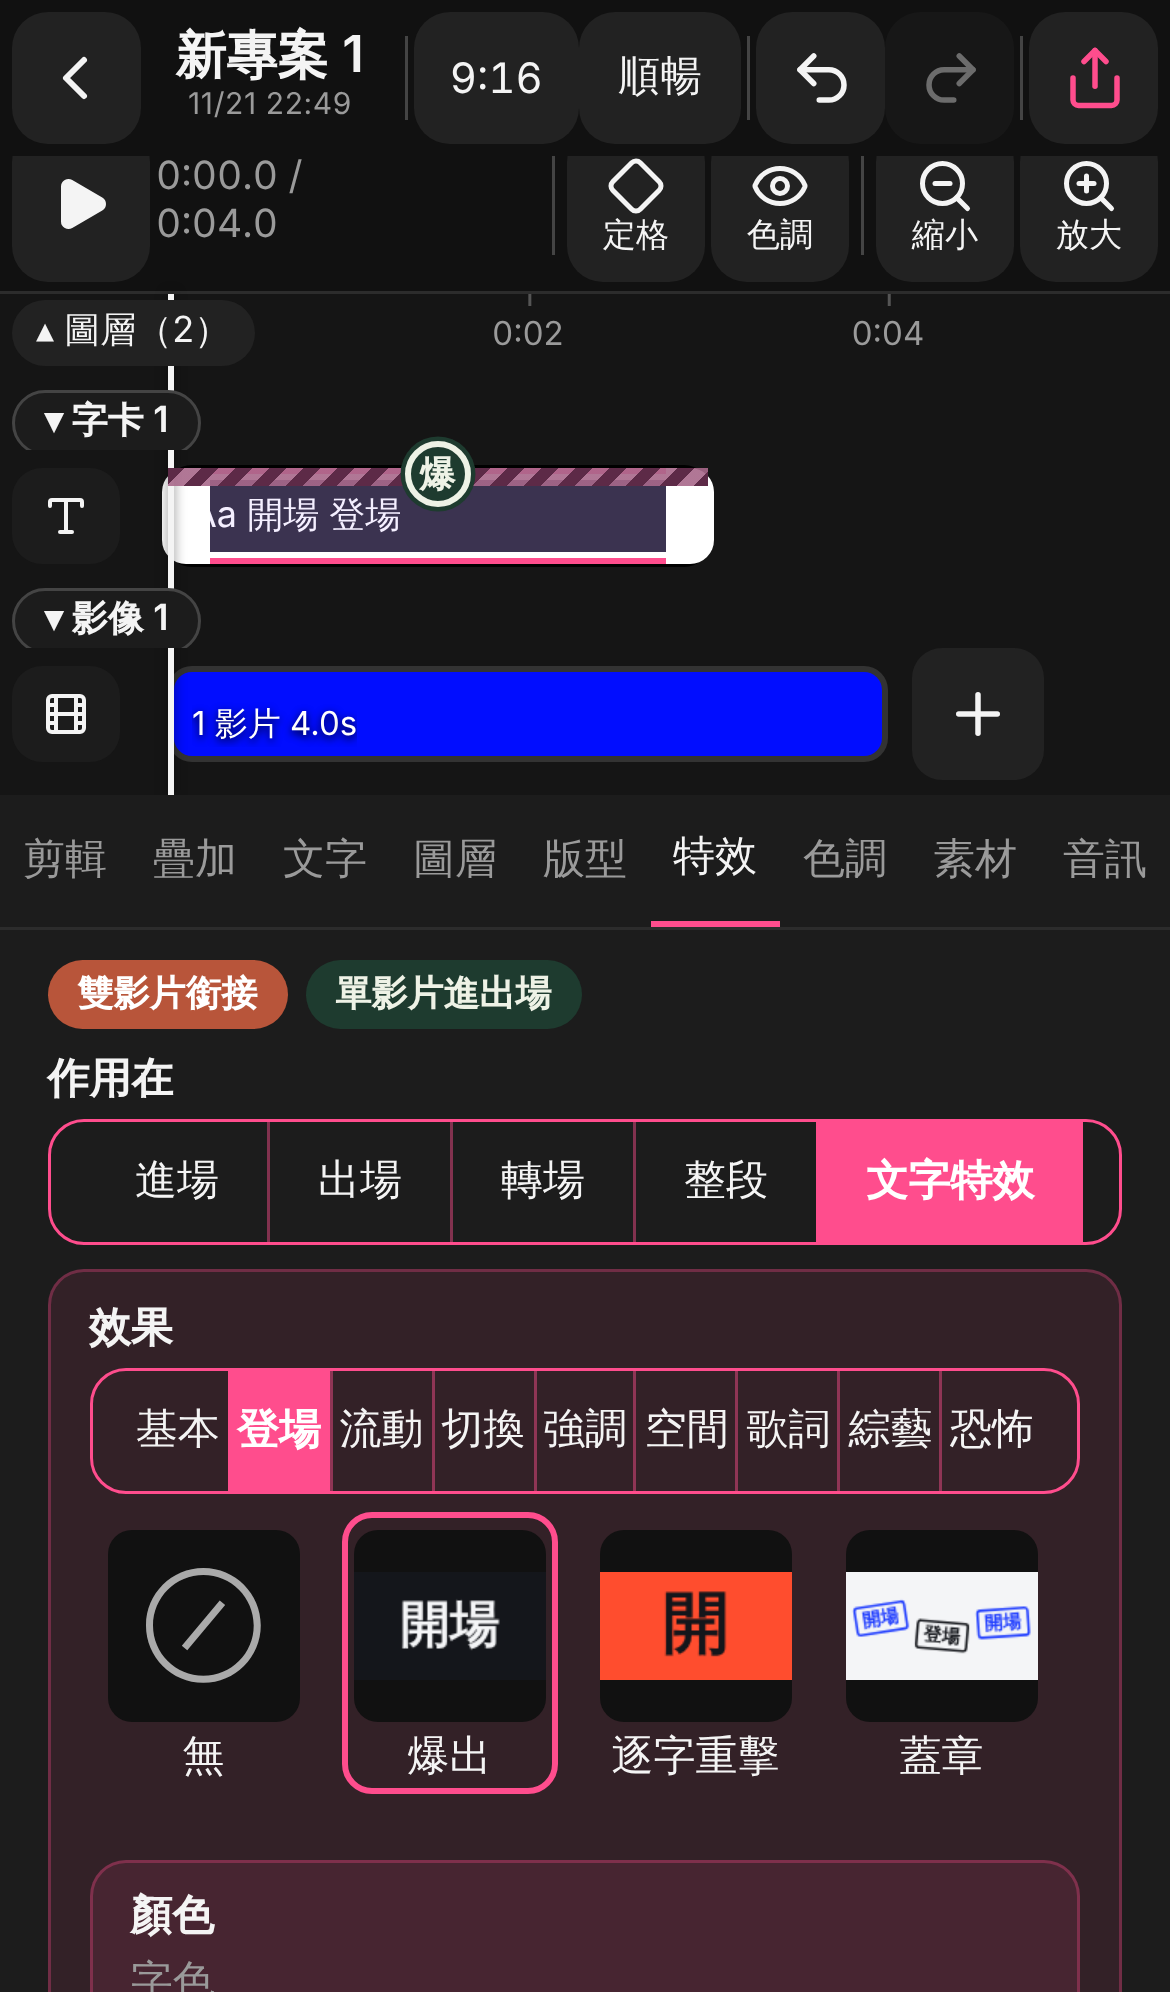 新專案 1
11/21 22:49
9:16
順暢
0:00.0 /
0:04.0
定格
色調
縮小
放大
▲ 圖層（2）
0:02
0:04
▼字卡 1
爆
Aa 開場 登場
▼影像 1
1 影片 4.0s
剪輯
疊加
文字
圖層
版型
特效
色調
素材
音訊
雙影片銜接
單影片進出場
作用在
進場
出場
轉場
整段
文字特效
效果
基本
登場
流動
切換
強調
空間
歌詞
綜藝
恐怖
開場
開
開場
登場
開場
無
爆出
逐字重擊
蓋章
顏色
字色